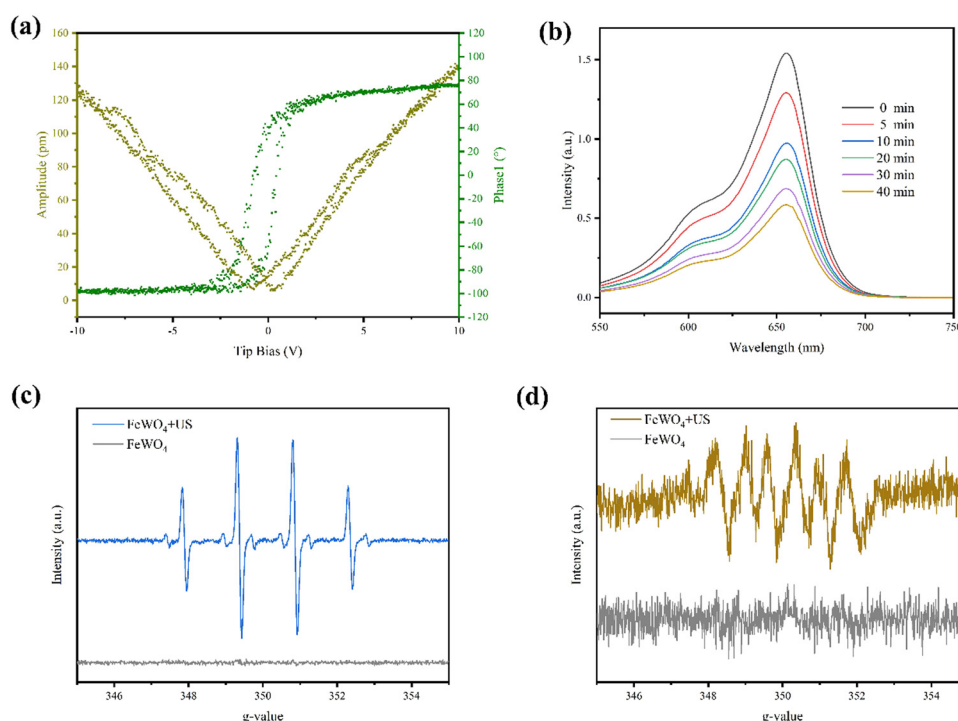 (a)
160
140
120
100
80
60
40
20
0
Amplitude (pm)
120
100
80
60
40
20
0
-20
-40
-60
-80
-100
-120
Phase1 (°)
-10
-5
0
5
10
Tip Bias (V)
(b)
1.5
1.0
0.5
0.0
Intensity (a.u.)
0 min
5 min
10 min
20 min
30 min
40 min
550
600
650
700
750
Wavelength (nm)
(c)
FeWO₄+US
FeWO₄
Intensity (a.u.)
346
348
350
352
354
g-value
(d)
FeWO₄+US
FeWO₄
Intensity (a.u.)
346
348
350
352
354
g-value